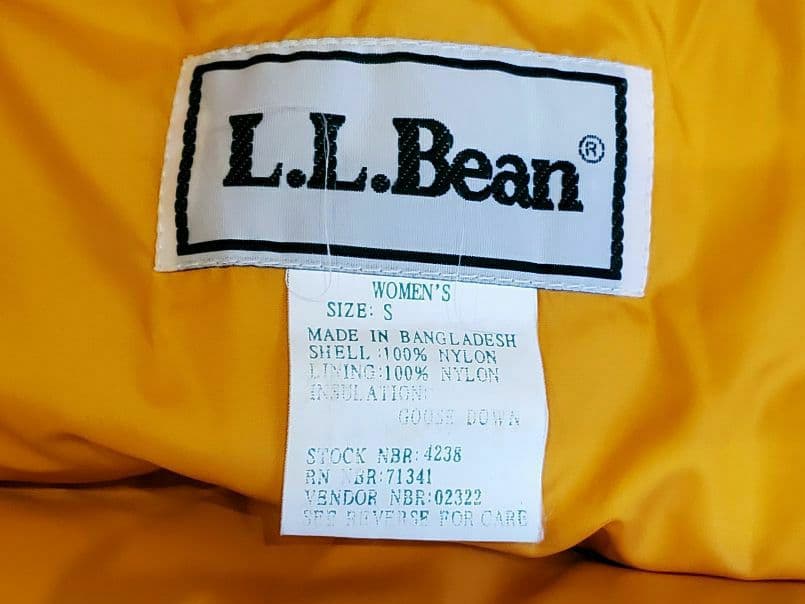 L.L.Bean®
WOMEN'S
SIZE: S
MADE IN BANGLADESH
SHELL:100% NYLON
LINING:100% NYLON
INSULATION:
GOOSE DOWN
STOCK NBR:4238
RN NBR:71341
VENDOR NBR:02322
SEE REVERSE FOR CARE